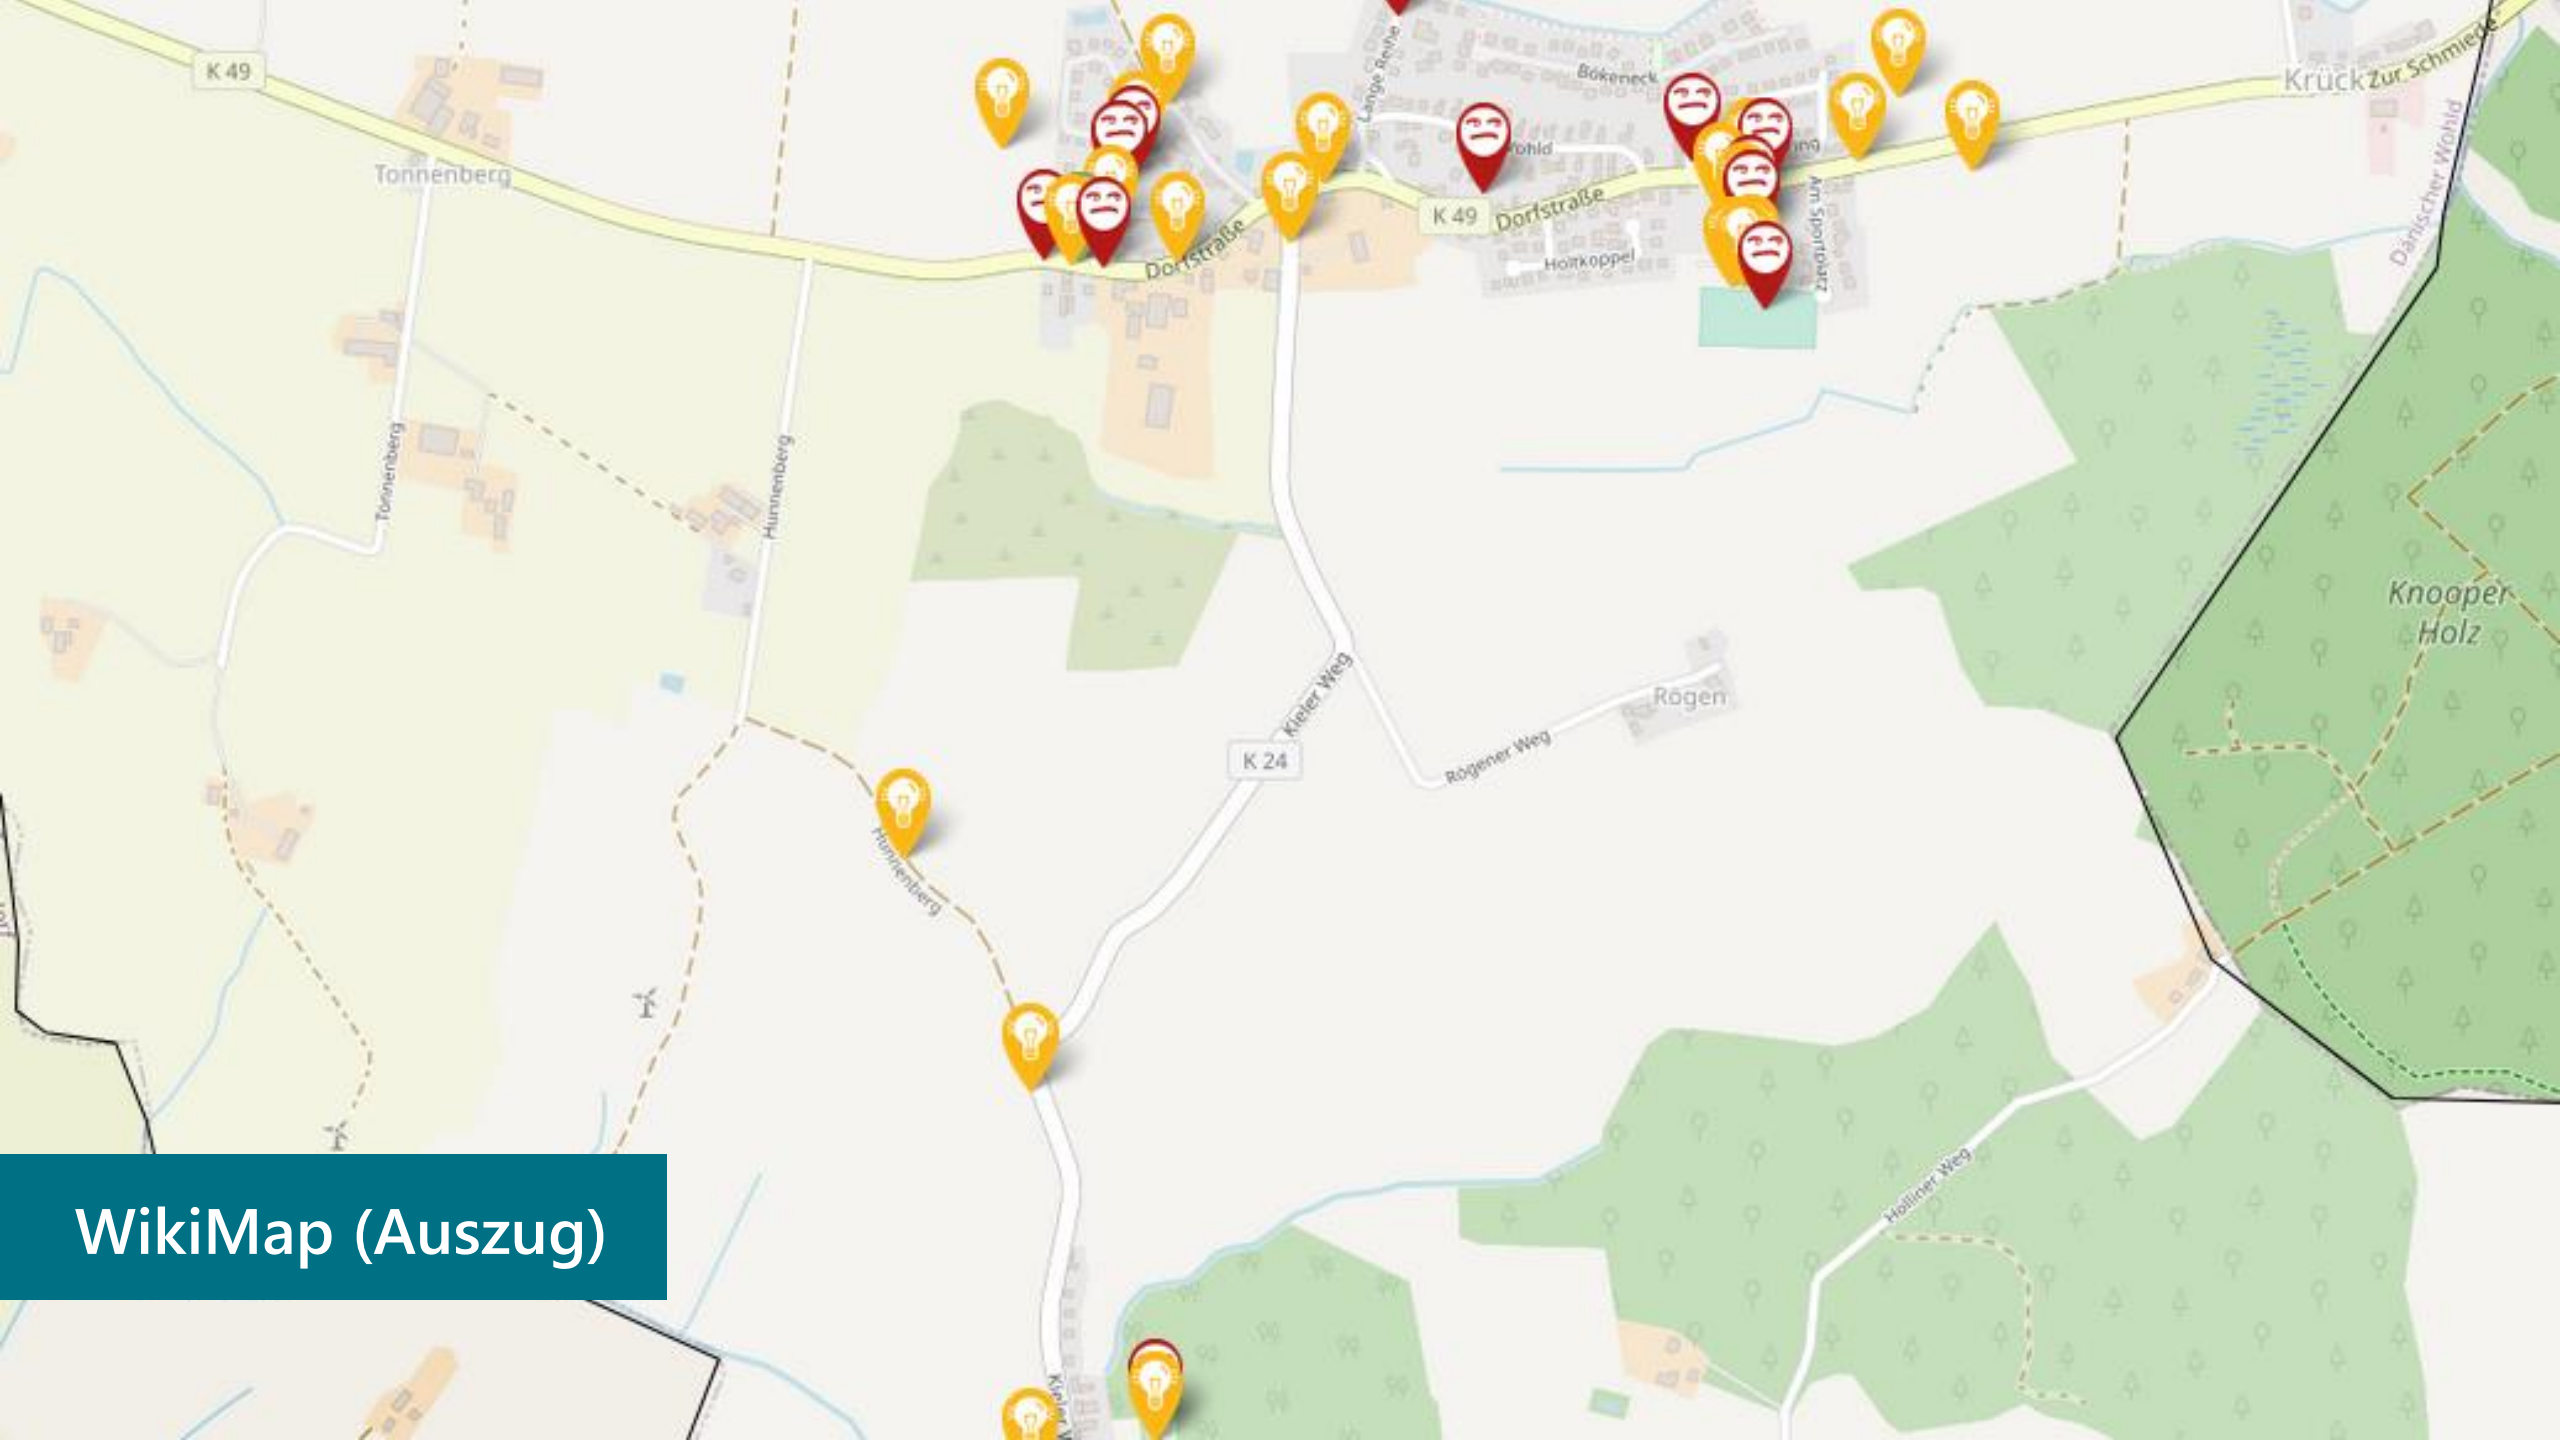 K 49
Tonnenberg
Lange Reihe
Bökeneck
Krück
Zur Schmiede
Dänischer Wohld
Wohld
K 49
Dorfstraße
Dorfstraße
Holtkoppel
Am Sportplatz
Tonnenberg
Hunnenberg
Knooper
Holz
Kieler Weg
Rögen
K 24
Rögener Weg
Hunnenberg
Holliner Weg
WikiMap (Auszug)